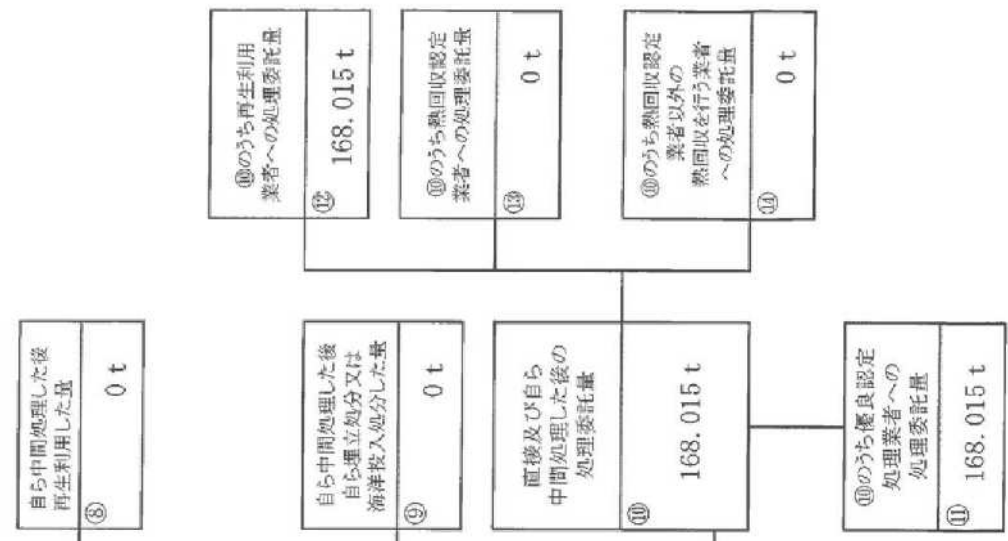 自ら中間処理した後
再生利用した量
⑧ 0 t
自ら中間処理した後
自ら埋立処分又は
海洋投入処分した量
⑨ 0 t
直接及び自ら
中間処理した後の
処理委託量
⑩ 168.015 t
⑩のうち優良認定
処理業者への
処理委託量
⑪ 168.015 t
⑩のうち再生利用
業者への処理委託量
⑫ 168.015 t
⑩のうち熱回収認定
業者への処理委託量
⑬ 0 t
⑩のうち熱回収認定
業者以外の
熱回収を行う業者
への処理委託量
⑭ 0 t